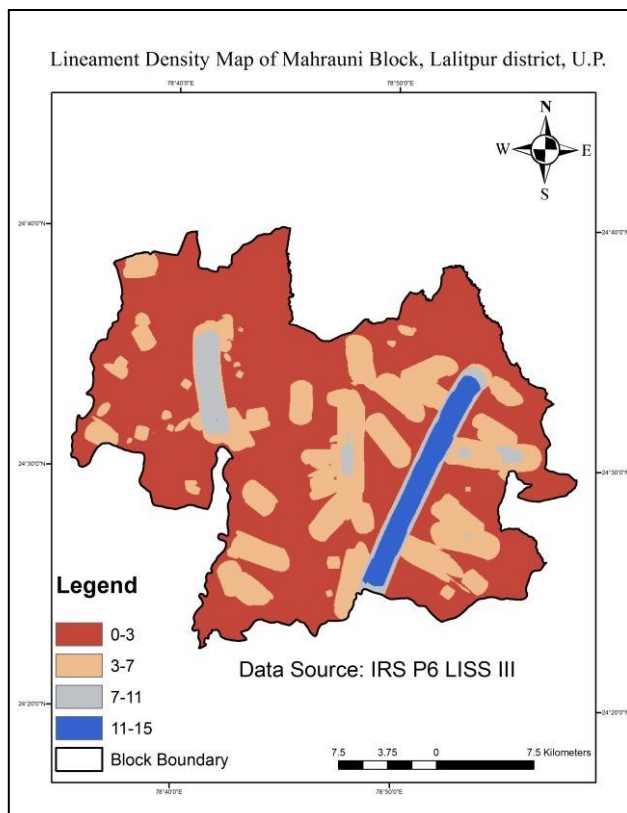 Lineament Density Map of Mahrauni Block, Lalitpur district, U.P.
78°40'0"E 78°50'0"E
N
W E
S
24°40'0"N 24°40'0"N
24°30'0"N 24°30'0"N
Legend
0-3
3-7
7-11
11-15
Block Boundary
Data Source: IRS P6 LISS III
24°20'0"N 24°20'0"N
7.5 3.75 0 7.5 Kilometers
78°40'0"E 78°50'0"E